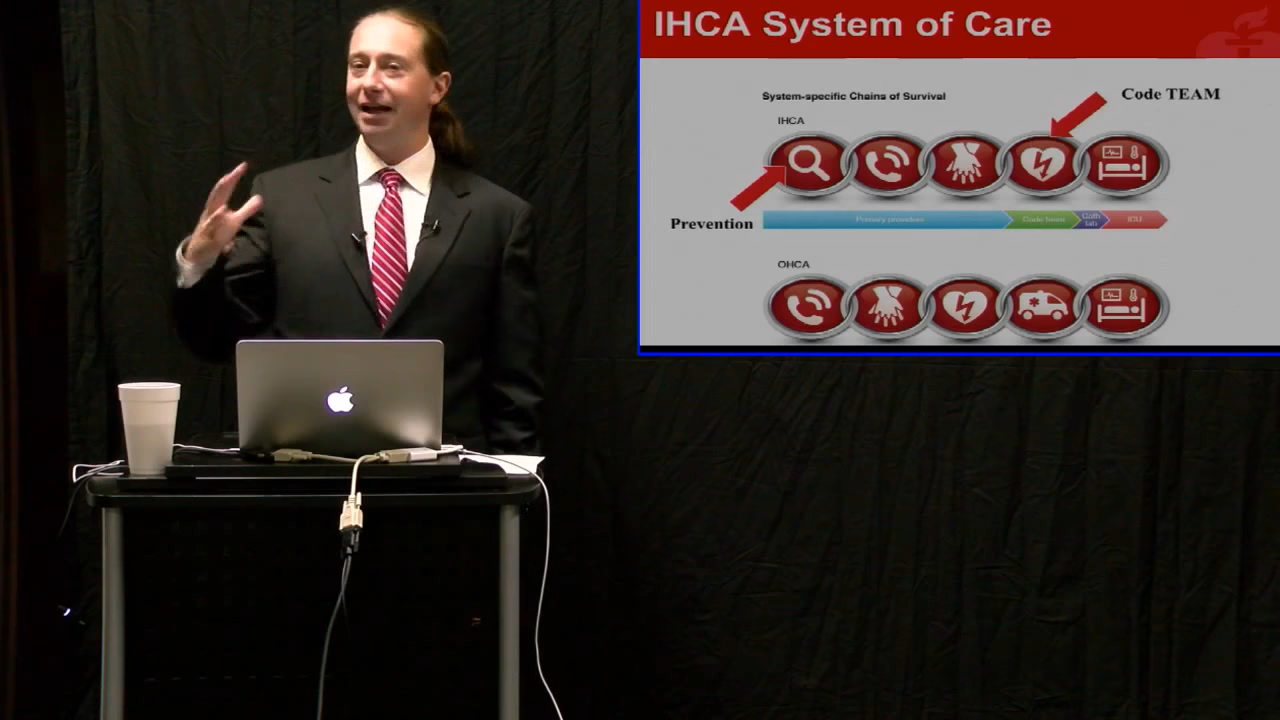 IHCA System of Care
System-specific Chains of Survival
Code TEAM
IHCA
Prevention
Primary providers
Code team
Cath lab
ICU
OHCA